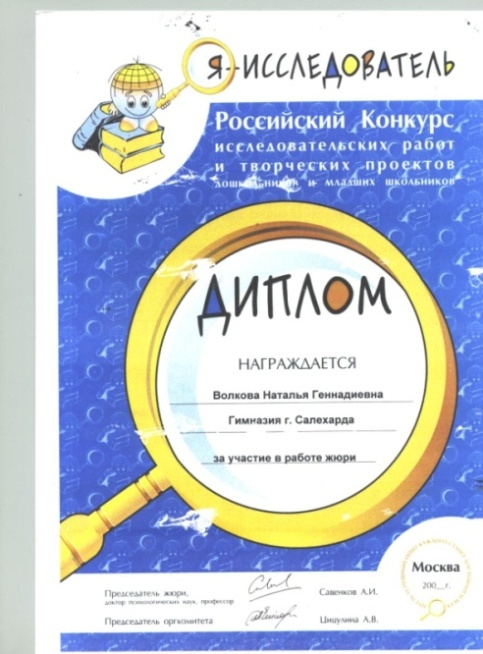 Я-ИССЛЕДОВАТЕЛЬ
Российский Конкурс
исследовательских работ
и творческих проектов
дошкольников и младших школьников
ДИПЛОМ
НАГРАЖДАЕТСЯ
Волкова Наталья Геннадиевна
Гимназия г. Салехарда
за участие в работе жюри
Москва
200__г.
Председатель жюри,
доктор психологических наук, профессор
Савенков А.И.
Председатель оргкомитета
Цицулина А.В.